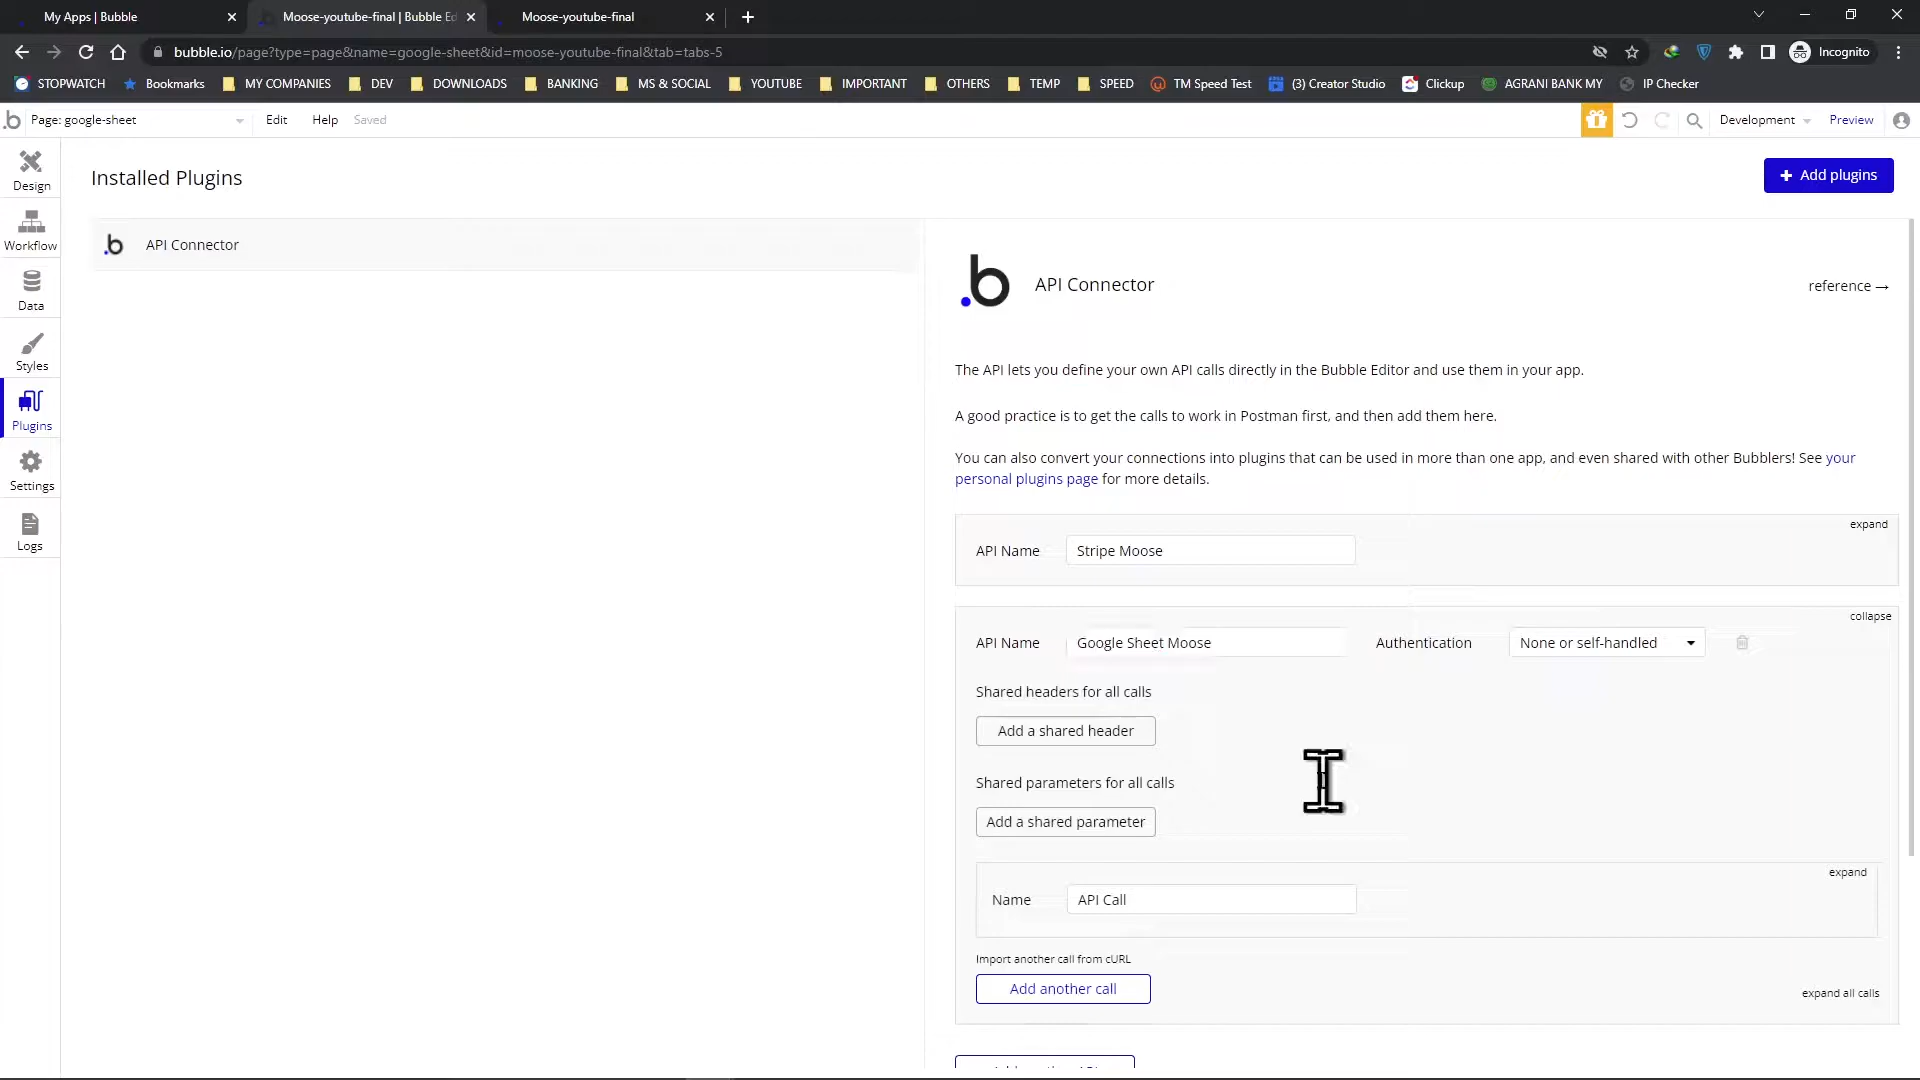 My Apps | Bubble
Moose-youtube-final | Bubble Ed
Moose-youtube-final
bubble.io/page?type=page&name=google-sheet&id=moose-youtube-final&tab=tabs-5
Incognito
STOPWATCH
Bookmarks
MY COMPANIES
DEV
DOWNLOADS
BANKING
MS & SOCIAL
YOUTUBE
IMPORTANT
OTHERS
TEMP
SPEED
TM Speed Test
(3) Creator Studio
Clickup
AGRANI BANK MY
IP Checker
Page: google-sheet
Edit
Help
Saved
Development
Preview
Design
Workflow
Data
Styles
Plugins
Settings
Logs
Installed Plugins
+ Add plugins
.b API Connector
.b API Connector
reference →
The API lets you define your own API calls directly in the Bubble Editor and use them in your app.
A good practice is to get the calls to work in Postman first, and then add them here.
You can also convert your connections into plugins that can be used in more than one app, and even shared with other Bubblers! See your
personal plugins page for more details.
expand
API Name Stripe Moose
collapse
API Name Google Sheet Moose Authentication None or self-handled
Shared headers for all calls
Add a shared header
Shared parameters for all calls
Add a shared parameter
expand
Name API Call
Import another call from cURL
Add another call
expand all calls